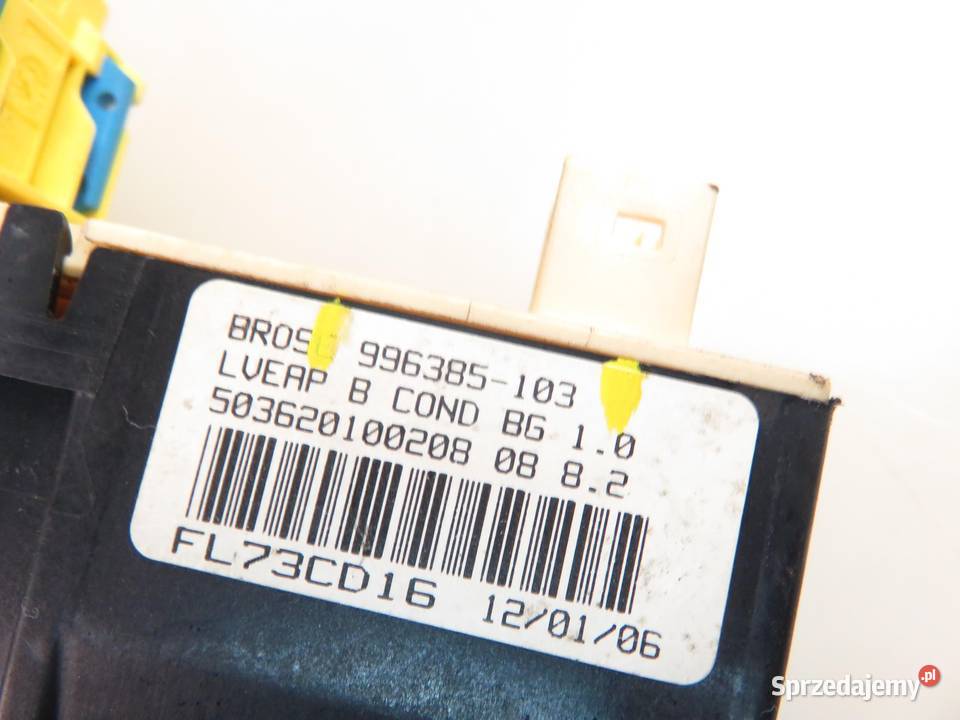 BROSE 996385-103
LVEAP B COND BG 1.0
503620100208 08 8.2
FL73CD16 12/01/06
Sprzedajemy.pl